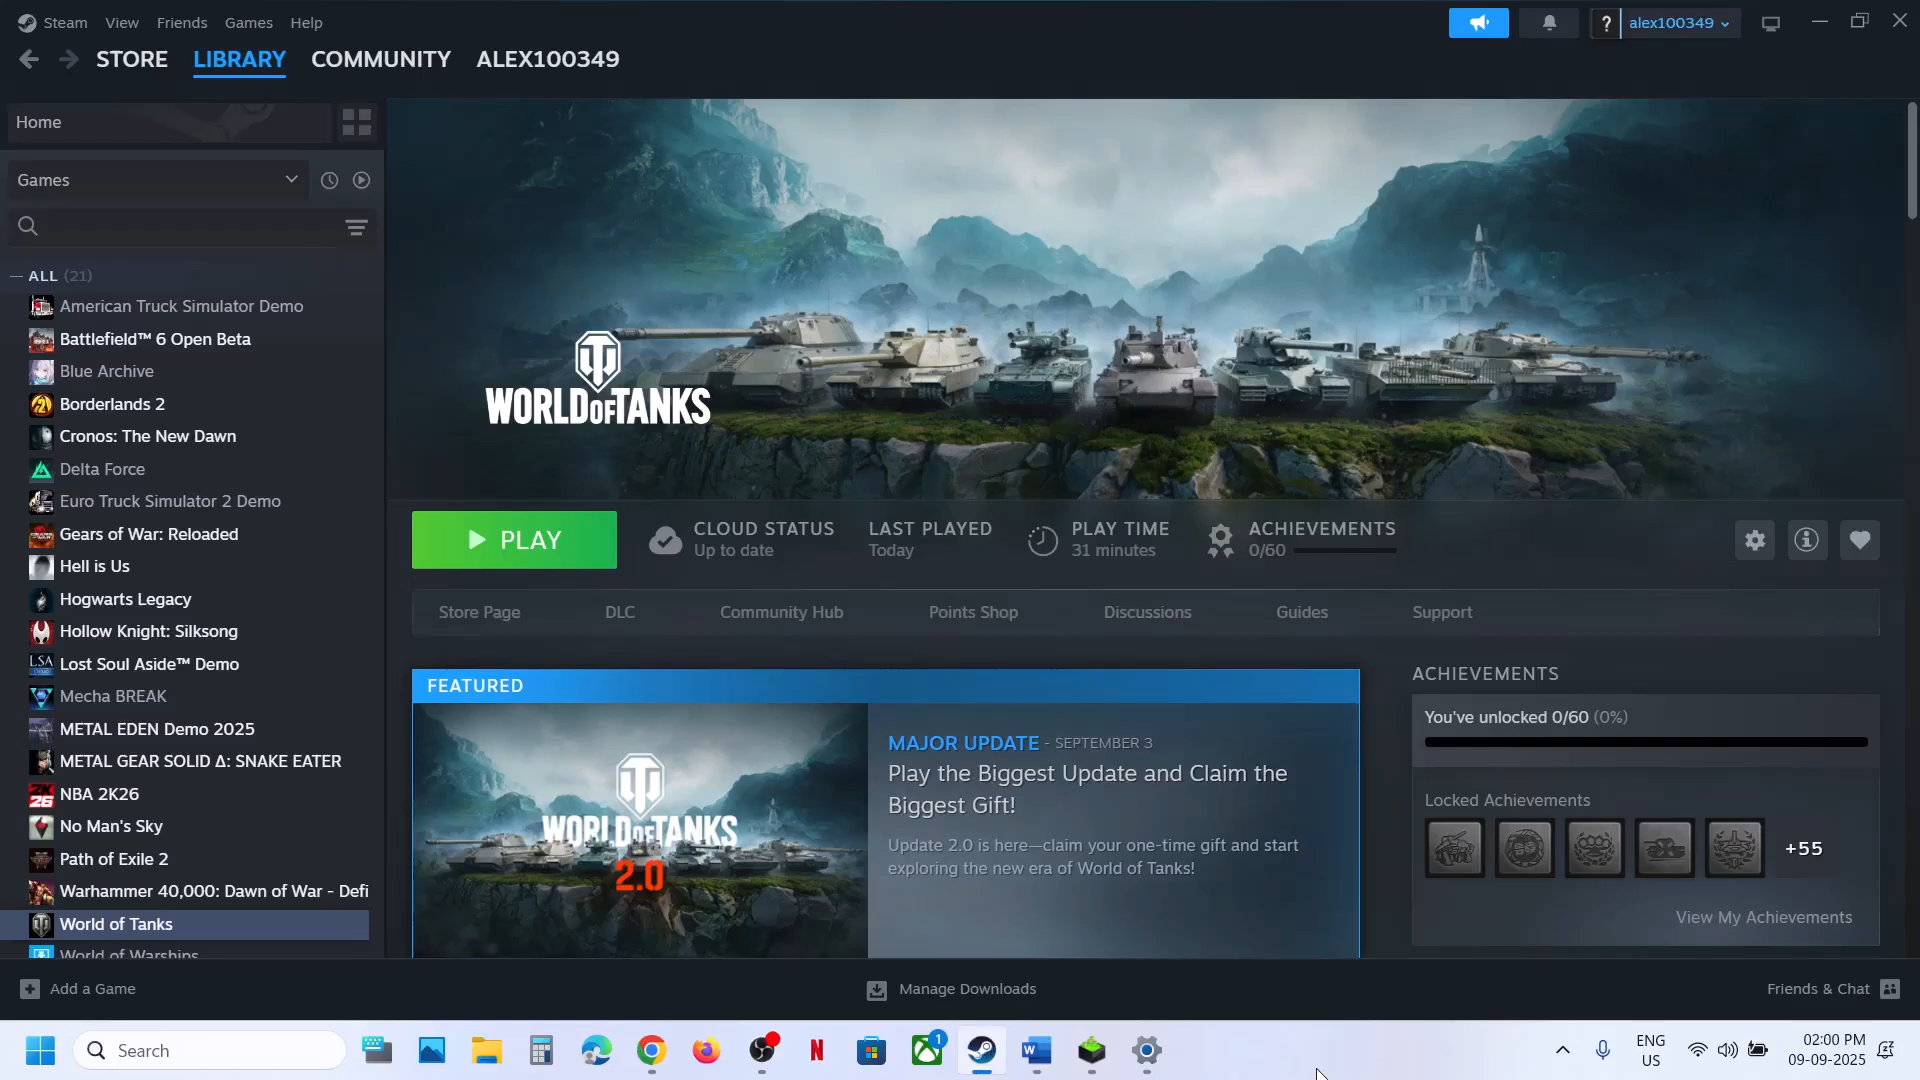 Steam View Friends Games Help
alex100349
STORE LIBRARY COMMUNITY ALEX100349
Home
Games
ALL (21)
American Truck Simulator Demo
Battlefield™ 6 Open Beta
Blue Archive
Borderlands 2
Cronos: The New Dawn
Delta Force
Euro Truck Simulator 2 Demo
Gears of War: Reloaded
Hell is Us
Hogwarts Legacy
Hollow Knight: Silksong
Lost Soul Aside™ Demo
Mecha BREAK
METAL EDEN Demo 2025
METAL GEAR SOLID Δ: SNAKE EATER
NBA 2K26
No Man's Sky
Path of Exile 2
Warhammer 40,000: Dawn of War - Defi
World of Tanks
World of Warships
WORLD OF TANKS
PLAY
CLOUD STATUS
Up to date
LAST PLAYED
Today
PLAY TIME
31 minutes
ACHIEVEMENTS
0/60
Store Page DLC Community Hub Points Shop Discussions Guides Support
FEATURED
WORLD OF TANKS
2.0
MAJOR UPDATE - SEPTEMBER 3
Play the Biggest Update and Claim the
Biggest Gift!
Update 2.0 is here—claim your one-time gift and start
exploring the new era of World of Tanks!
ACHIEVEMENTS
You've unlocked 0/60 (0%)
Locked Achievements
+55
View My Achievements
Add a Game
Manage Downloads
Friends & Chat
Search
1
ENG
US
02:00 PM
09-09-2025